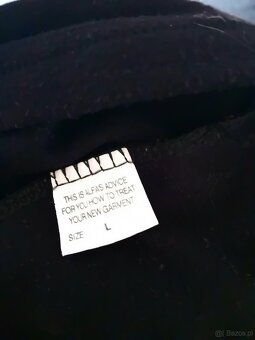 THIS IS ALFAS ADVICE
FOR YOU HOW TO TREAT
YOUR NEW GARMENT
SIZE: L
Bazos.pl